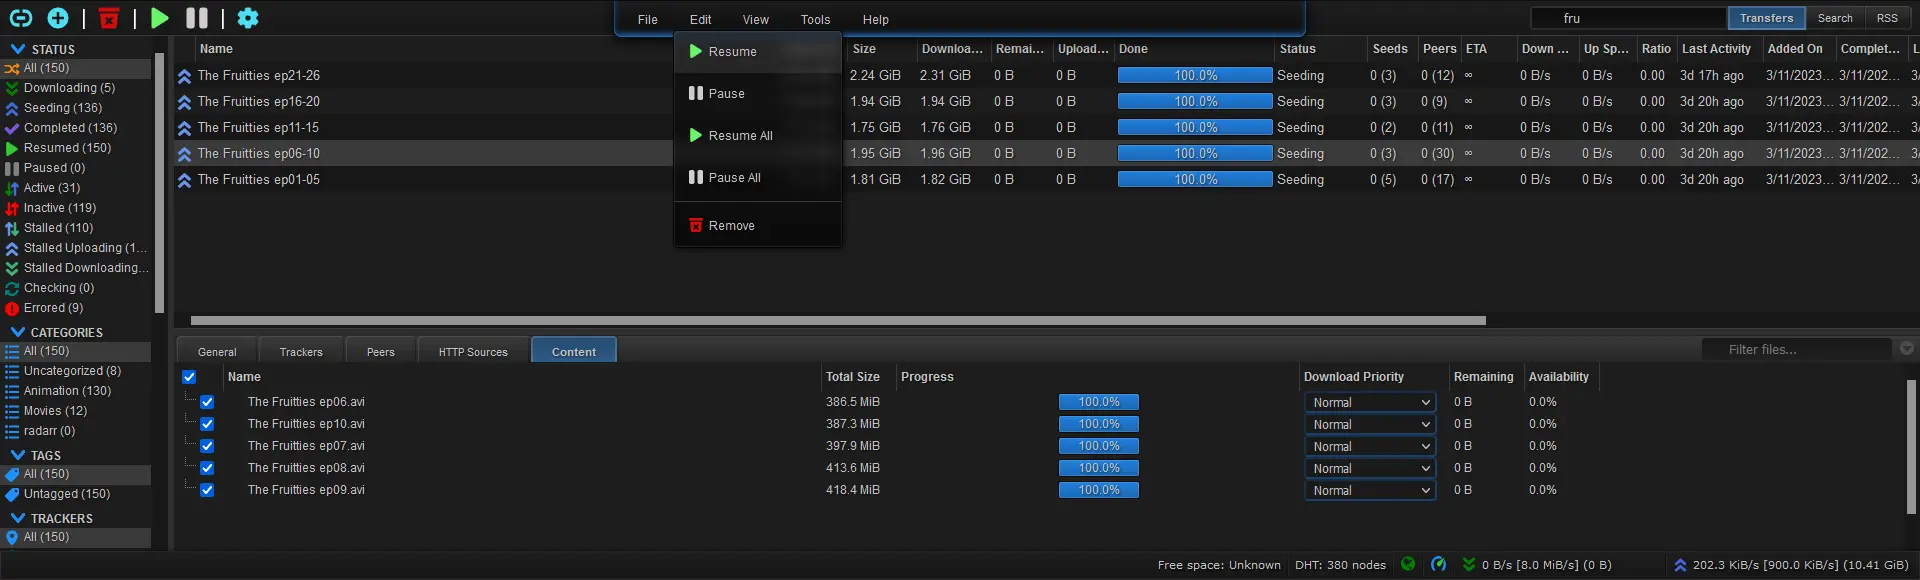 File Edit View Tools Help
fru Transfers Search RSS
STATUS
All (150)
Downloading (5)
Seeding (136)
Completed (136)
Resumed (150)
Paused (0)
Active (31)
Inactive (119)
Stalled (110)
Stalled Uploading (1...
Stalled Downloading...
Checking (0)
Errored (9)
CATEGORIES
All (150)
Uncategorized (8)
Animation (130)
Movies (12)
radarr (0)
TAGS
All (150)
Untagged (150)
TRACKERS
All (150)
Resume
Pause
Resume All
Pause All
Remove
Name Size Downloa... Remai... Upload... Done Status Seeds Peers ETA Down ... Up Sp... Ratio Last Activity Added On Complet... L
The Fruitties ep21-26 2.24 GiB 2.31 GiB 0 B 0 B 100.0% Seeding 0 (3) 0 (12) ∞ 0 B/s 0 B/s 0.00 3d 17h ago 3/11/2023... 3/11/202... 3/
The Fruitties ep16-20 1.94 GiB 1.94 GiB 0 B 0 B 100.0% Seeding 0 (3) 0 (9) ∞ 0 B/s 0 B/s 0.00 3d 20h ago 3/11/2023... 3/11/202... 3/
The Fruitties ep11-15 1.75 GiB 1.76 GiB 0 B 0 B 100.0% Seeding 0 (2) 0 (11) ∞ 0 B/s 0 B/s 0.00 3d 20h ago 3/11/2023... 3/11/202... 3/
The Fruitties ep06-10 1.95 GiB 1.96 GiB 0 B 0 B 100.0% Seeding 0 (3) 0 (30) ∞ 0 B/s 0 B/s 0.00 3d 20h ago 3/11/2023... 3/11/202... 3/
The Fruitties ep01-05 1.81 GiB 1.82 GiB 0 B 0 B 100.0% Seeding 0 (5) 0 (17) ∞ 0 B/s 0 B/s 0.00 3d 20h ago 3/11/2023... 3/11/202... 3/
General Trackers Peers HTTP Sources Content Filter files...
Name Total Size Progress Download Priority Remaining Availability
The Fruitties ep06.avi 386.5 MiB 100.0% Normal 0 B 0.0%
The Fruitties ep10.avi 387.3 MiB 100.0% Normal 0 B 0.0%
The Fruitties ep07.avi 397.9 MiB 100.0% Normal 0 B 0.0%
The Fruitties ep08.avi 413.6 MiB 100.0% Normal 0 B 0.0%
The Fruitties ep09.avi 418.4 MiB 100.0% Normal 0 B 0.0%
Free space: Unknown DHT: 380 nodes 0 B/s [8.0 MiB/s] (0 B) 202.3 KiB/s [900.0 KiB/s] (10.41 GiB)